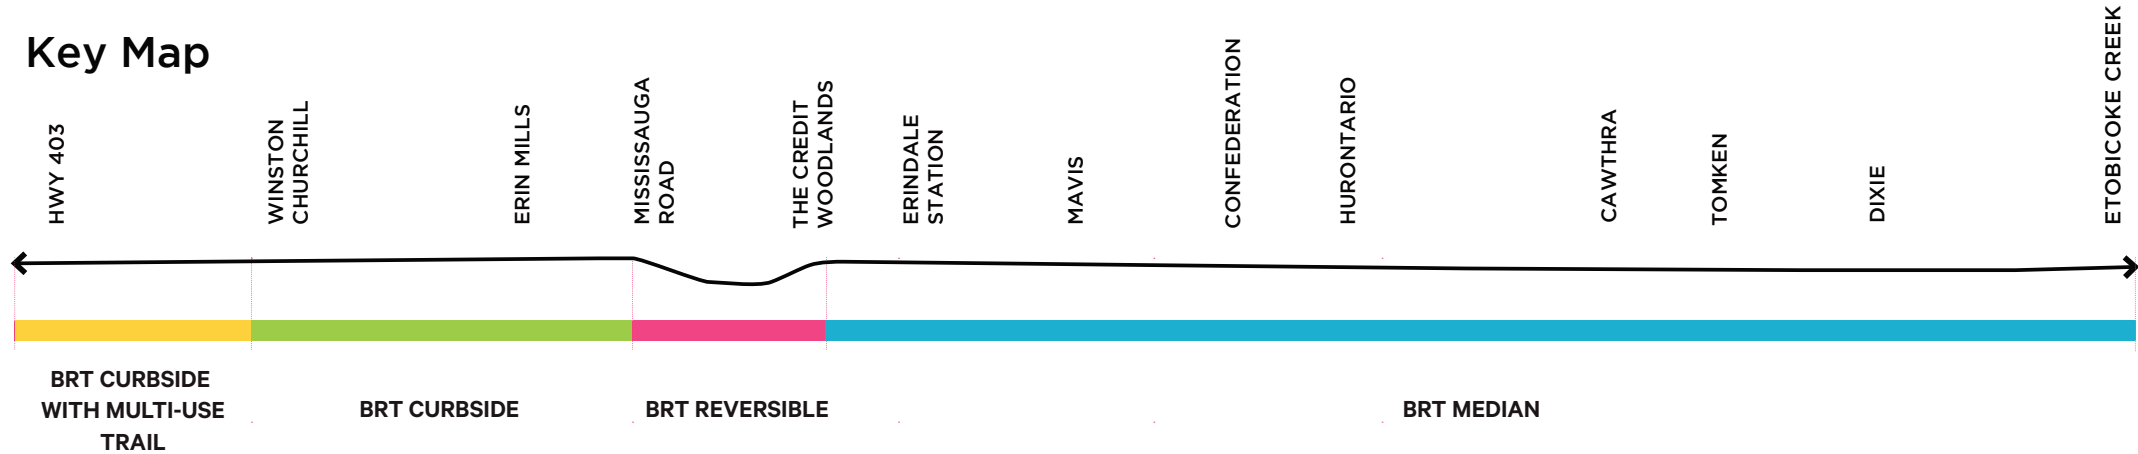 Key Map
HWY 403
WINSTON
CHURCHILL
ERIN MILLS
MISSISSAUGA
ROAD
THE CREDIT
WOODLANDS
ERINDALE
STATION
MAVIS
CONFEDERATION
HURONTARIO
CAWTHRA
TOMKEN
DIXIE
ETOBICOKE CREEK
BRT CURBSIDE
WITH MULTI-USE
TRAIL
BRT CURBSIDE
BRT REVERSIBLE
BRT MEDIAN